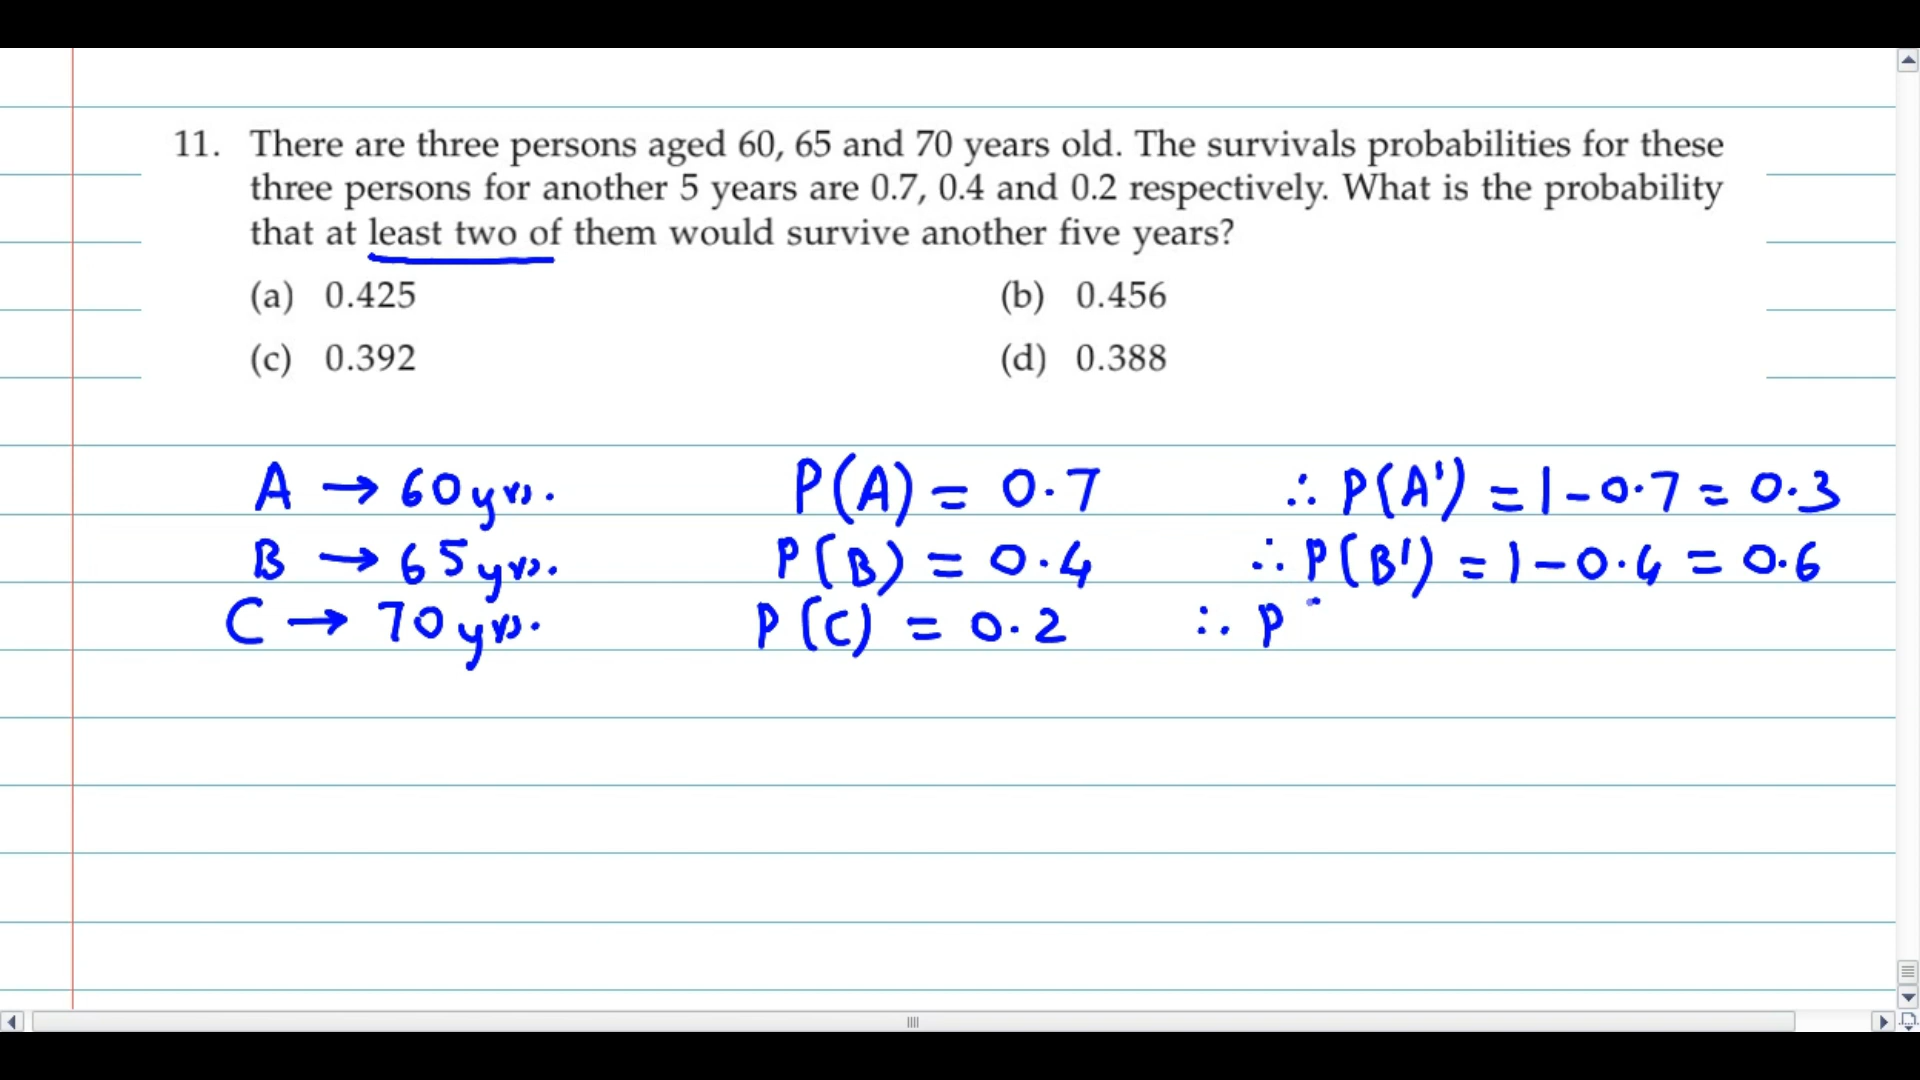 11. There are three persons aged 60, 65 and 70 years old. The survivals probabilities for these
three persons for another 5 years are 0.7, 0.4 and 0.2 respectively. What is the probability
that at least two of them would survive another five years?
(a) 0.425 (b) 0.456
(c) 0.392 (d) 0.388
A → 60 yrs. P(A) = 0.7 ∴ P(A') = 1 - 0.7 = 0.3
B → 65 yrs. P(B) = 0.4 ∴ P(B') = 1 - 0.4 = 0.6
C → 70 yrs. P(C) = 0.2 ∴ P